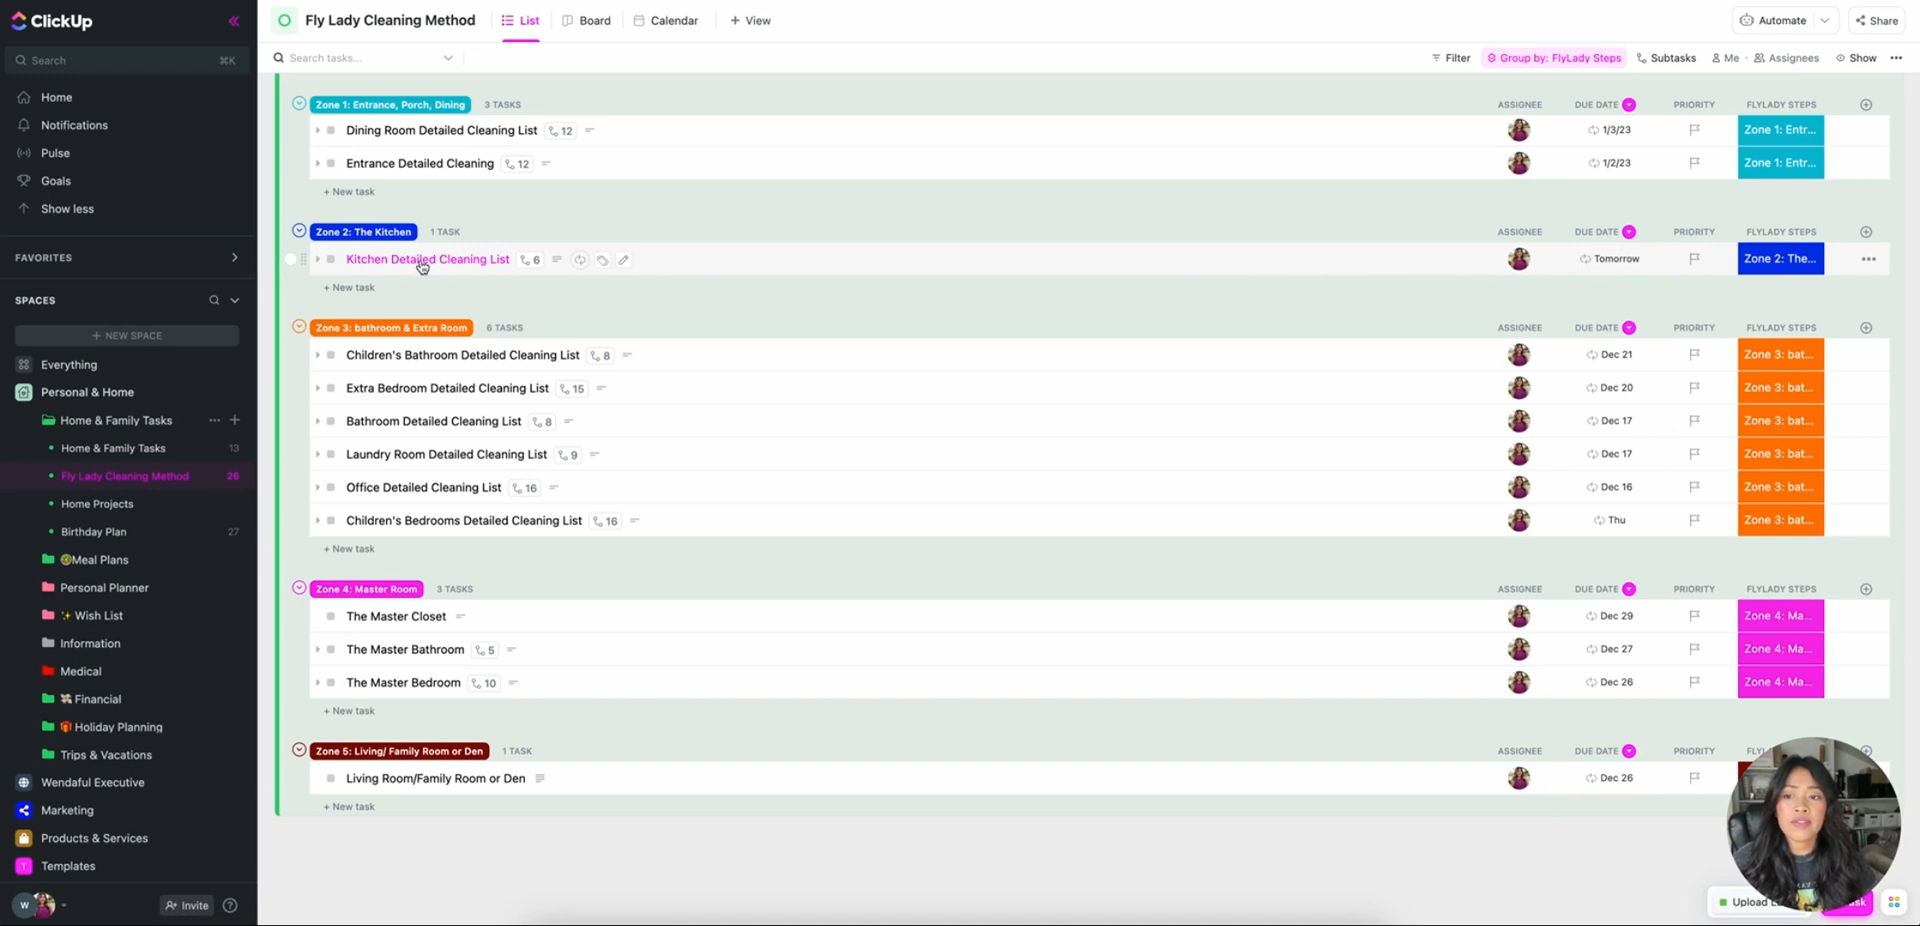 ClickUp
Search
⌘K
Home
Notifications
Pulse
Goals
Show less
FAVORITES
SPACES
+ NEW SPACE
Everything
Personal & Home
Home & Family Tasks
Home & Family Tasks 13
Fly Lady Cleaning Method 26
Home Projects
Birthday Plan 27
Meal Plans
Personal Planner
Wish List
Information
Medical
Financial
Holiday Planning
Trips & Vacations
Wendaful Executive
Marketing
Products & Services
T Templates
W Invite ?
Fly Lady Cleaning Method List Board Calendar + View Automate Share
Search tasks... Filter Group by: FlyLady Steps Subtasks Me Assignees Show
Zone 1: Entrance, Porch, Dining 3 TASKS ASSIGNEE DUE DATE PRIORITY FLYLADY STEPS
Dining Room Detailed Cleaning List 12 1/3/23 Zone 1: Entr...
Entrance Detailed Cleaning 12 1/2/23 Zone 1: Entr...
+ New task
Zone 2: The Kitchen 1 TASK ASSIGNEE DUE DATE PRIORITY FLYLADY STEPS
Kitchen Detailed Cleaning List 6 Tomorrow Zone 2: The...
+ New task
Zone 3: bathroom & Extra Room 6 TASKS ASSIGNEE DUE DATE PRIORITY FLYLADY STEPS
Children's Bathroom Detailed Cleaning List 8 Dec 21 Zone 3: bat...
Extra Bedroom Detailed Cleaning List 15 Dec 20 Zone 3: bat...
Bathroom Detailed Cleaning List 8 Dec 17 Zone 3: bat...
Laundry Room Detailed Cleaning List 9 Dec 17 Zone 3: bat...
Office Detailed Cleaning List 16 Dec 16 Zone 3: bat...
Children's Bedrooms Detailed Cleaning List 16 Thu Zone 3: bat...
+ New task
Zone 4: Master Room 3 TASKS ASSIGNEE DUE DATE PRIORITY FLYLADY STEPS
The Master Closet Dec 29 Zone 4: Ma...
The Master Bathroom 5 Dec 27 Zone 4: Ma...
The Master Bedroom 10 Dec 26 Zone 4: Ma...
+ New task
Zone 5: Living/ Family Room or Den 1 TASK ASSIGNEE DUE DATE PRIORITY
Living Room/Family Room or Den Dec 26
+ New task
Upload